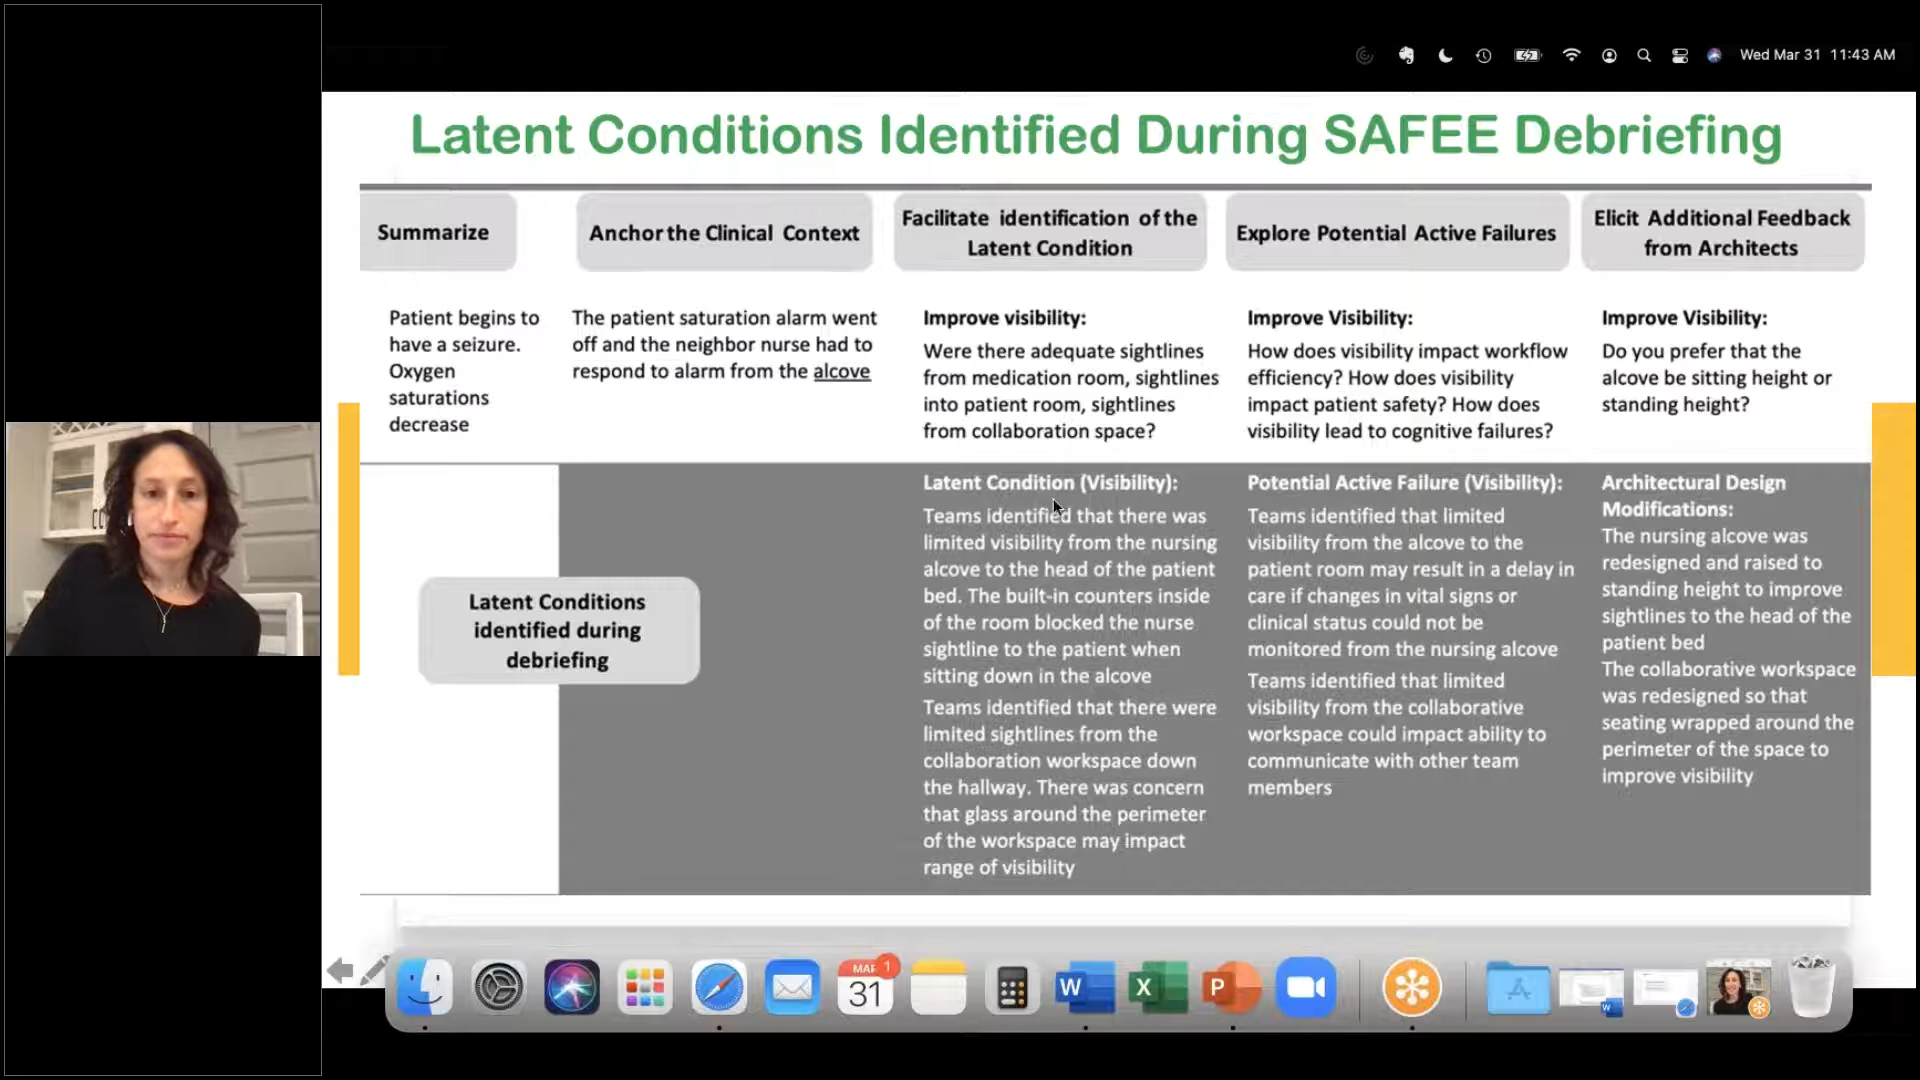 Wed Mar 31 11:43 AM
Latent Conditions Identified During SAFEE Debriefing
Summarize
Anchor the Clinical Context
Facilitate identification of the
Latent Condition
Explore Potential Active Failures
Elicit Additional Feedback
from Architects
Patient begins to
have a seizure.
Oxygen
saturations
decrease
The patient saturation alarm went
off and the neighbor nurse had to
respond to alarm from the alcove
Improve visibility:
Were there adequate sightlines
from medication room, sightlines
into patient room, sightlines
from collaboration space?
Improve Visibility:
How does visibility impact workflow
efficiency? How does visibility
impact patient safety? How does
visibility lead to cognitive failures?
Improve Visibility:
Do you prefer that the
alcove be sitting height or
standing height?
Latent Conditions
identified during
debriefing
Latent Condition (Visibility):
Teams identified that there was
limited visibility from the nursing
alcove to the head of the patient
bed. The built-in counters inside
of the room blocked the nurse
sightline to the patient when
sitting down in the alcove
Teams identified that there were
limited sightlines from the
collaboration workspace down
the hallway. There was concern
that glass around the perimeter
of the workspace may impact
range of visibility
Potential Active Failure (Visibility):
Teams identified that limited
visibility from the alcove to the
patient room may result in a delay in
care if changes in vital signs or
clinical status could not be
monitored from the nursing alcove
Teams identified that limited
visibility from the collaborative
workspace could impact ability to
communicate with other team
members
Architectural Design
Modifications:
The nursing alcove was
redesigned and raised to
standing height to improve
sightlines to the head of the
patient bed
The collaborative workspace
was redesigned so that
seating wrapped around the
perimeter of the space to
improve visibility
MAR
1
31
W
X
P